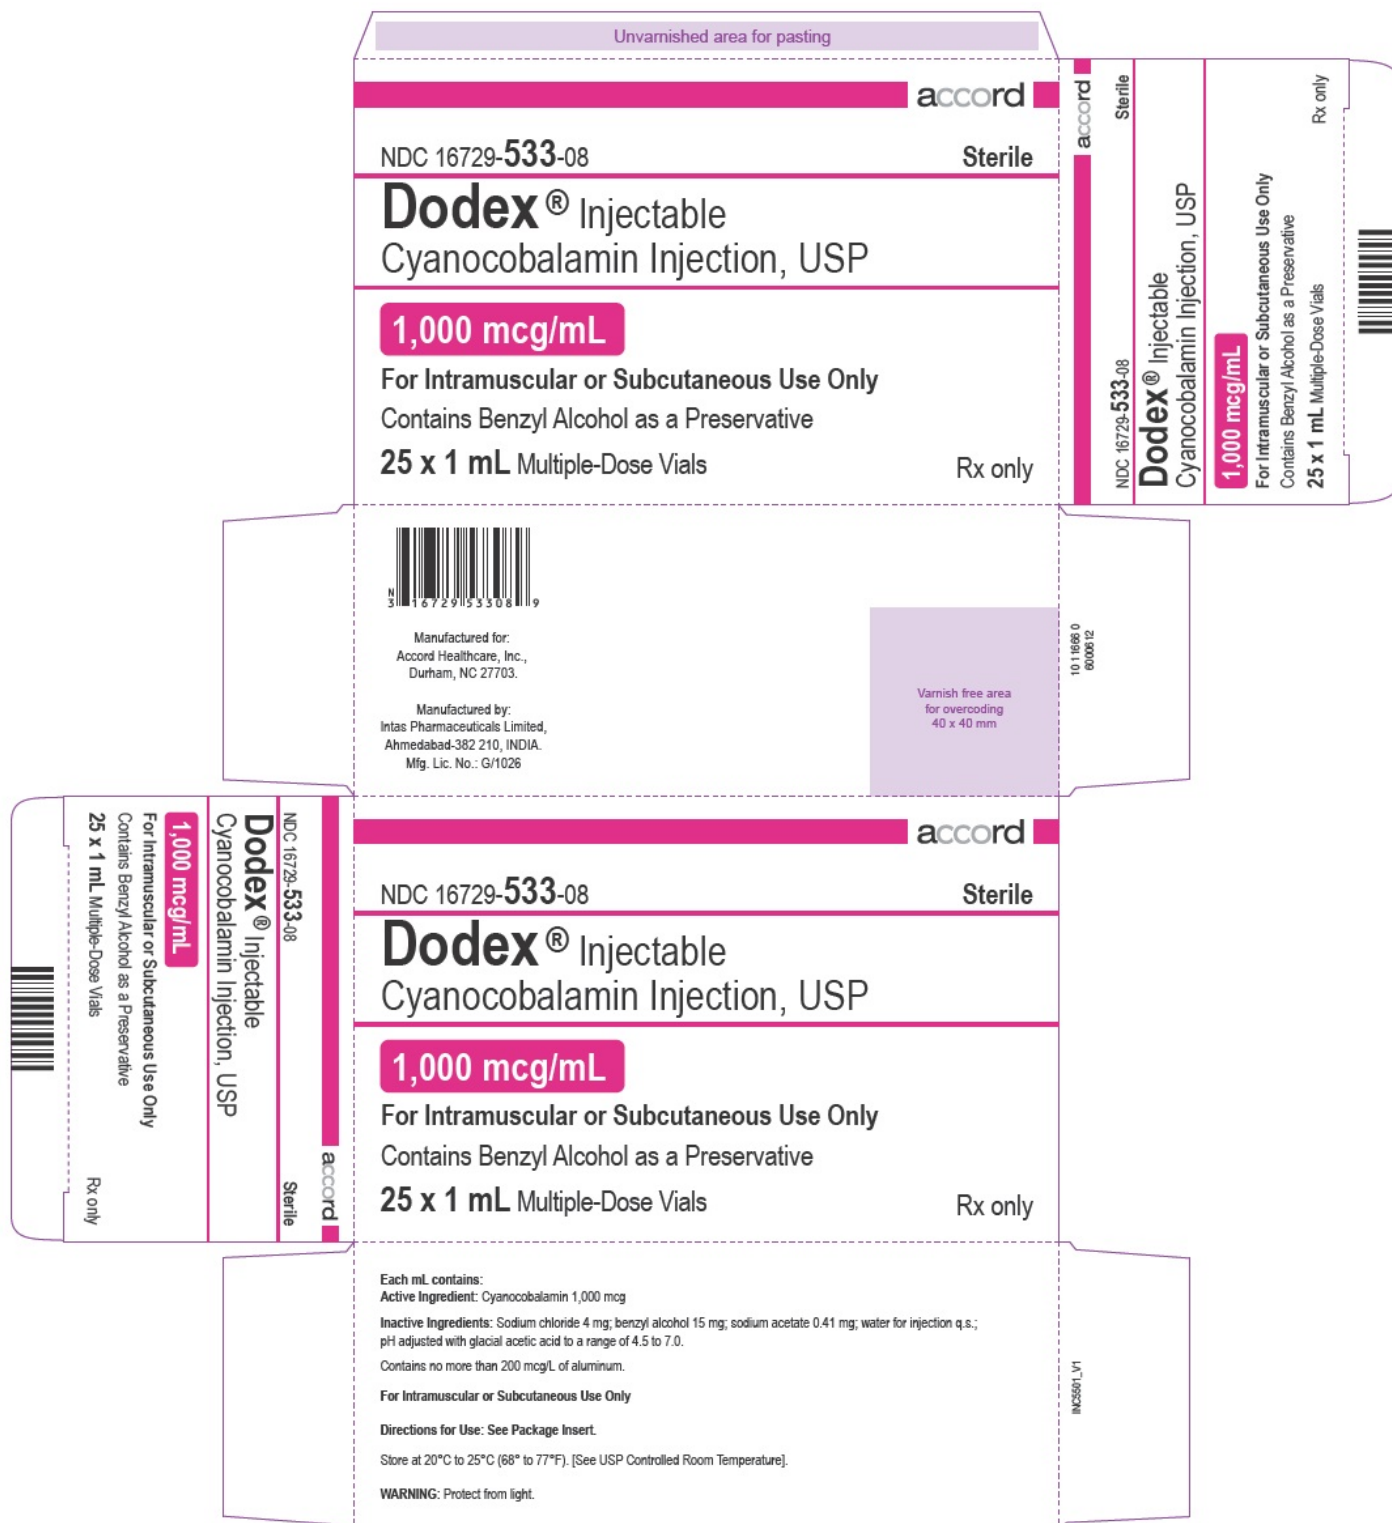 Unvarnished area for pasting
accord
NDC 16729-533-08 Sterile
Dodex® Injectable
Cyanocobalamin Injection, USP
1,000 mcg/mL
For Intramuscular or Subcutaneous Use Only
Contains Benzyl Alcohol as a Preservative
25 x 1 mL Multiple-Dose Vials Rx only
accord
NDC 16729-533-08 Sterile
Dodex® Injectable
Cyanocobalamin Injection, USP
1,000 mcg/mL
For Intramuscular or Subcutaneous Use Only
Contains Benzyl Alcohol as a Preservative
25 x 1 mL Multiple-Dose Vials Rx only
N
3 16729 53308 9
Manufactured for:
Accord Healthcare, Inc.,
Durham, NC 27703.
Manufactured by:
Intas Pharmaceuticals Limited,
Ahmedabad-382 210, INDIA.
Mfg. Lic. No.: G/1026
Varnish free area
for overcoding
40 x 40 mm
10 11666 0
6000612
accord
NDC 16729-533-08 Sterile
Dodex® Injectable
Cyanocobalamin Injection, USP
1,000 mcg/mL
For Intramuscular or Subcutaneous Use Only
Contains Benzyl Alcohol as a Preservative
25 x 1 mL Multiple-Dose Vials Rx only
accord
NDC 16729-533-08 Sterile
Dodex® Injectable
Cyanocobalamin Injection, USP
1,000 mcg/mL
For Intramuscular or Subcutaneous Use Only
Contains Benzyl Alcohol as a Preservative
25 x 1 mL Multiple-Dose Vials Rx only
Each mL contains:
Active Ingredient: Cyanocobalamin 1,000 mcg
Inactive Ingredients: Sodium chloride 4 mg; benzyl alcohol 15 mg; sodium acetate 0.41 mg; water for injection q.s.;
pH adjusted with glacial acetic acid to a range of 4.5 to 7.0.
Contains no more than 200 mcg/L of aluminum.
For Intramuscular or Subcutaneous Use Only
Directions for Use: See Package Insert.
Store at 20°C to 25°C (68° to 77°F). [See USP Controlled Room Temperature].
WARNING: Protect from light.
INC5501_V1